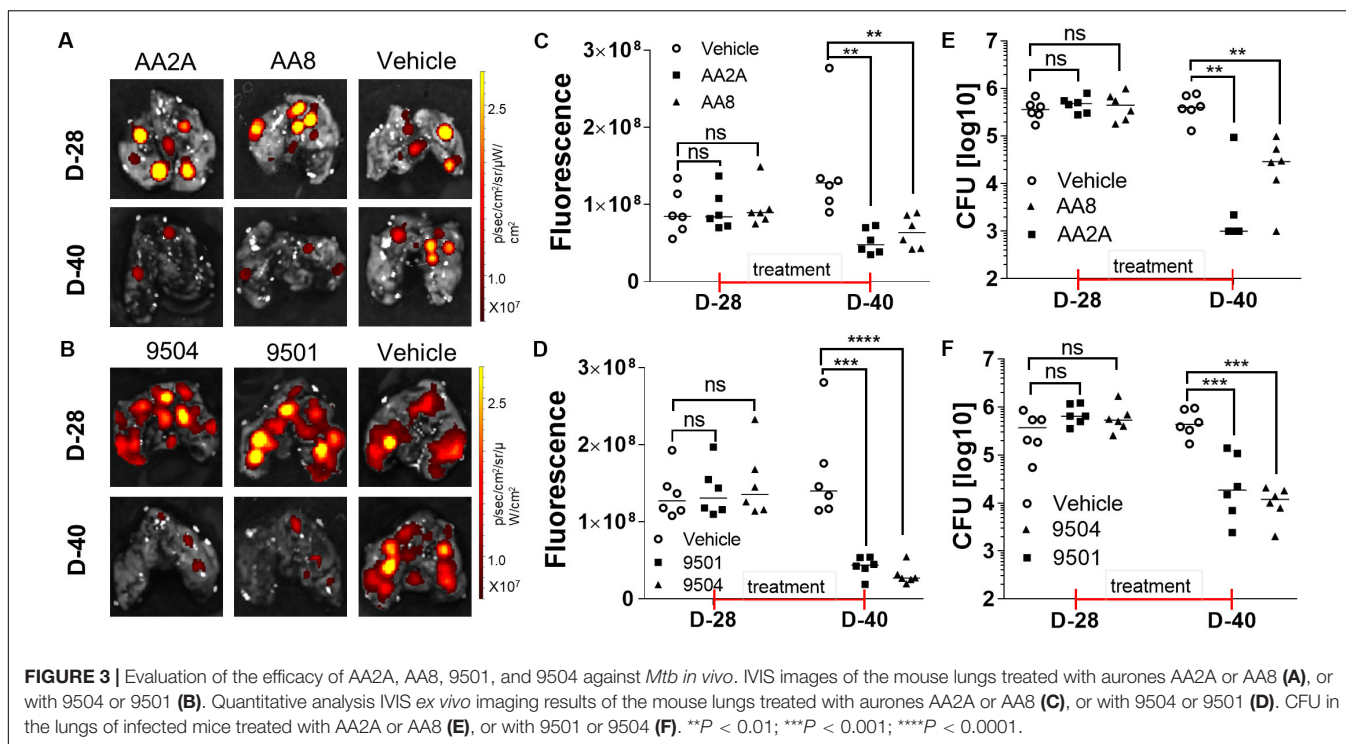 A
AA2A AA8 Vehicle
D-28
D-40
2.5
1.0
X10⁷
p/sec/cm²/sr/µW/
cm²
B
9504 9501 Vehicle
D-28
D-40
2.5
1.0
X10⁷
p/sec/cm²/sr/µ
W/cm²
C
Fluorescence
3×10⁸
2×10⁸
1×10⁸
0
Vehicle
AA2A
AA8
ns
ns
**
**
treatment
D-28 D-40
D
Fluorescence
3×10⁸
2×10⁸
1×10⁸
0
ns
ns
****
***
Vehicle
9501
9504
treatment
D-28 D-40
E
CFU [log10]
7
6
5
4
3
2
ns
ns
**
**
Vehicle
AA8
AA2A
treatment
D-28 D-40
F
CFU [log10]
7
6
5
4
3
2
ns
ns
***
***
Vehicle
9504
9501
treatment
D-28 D-40
FIGURE 3 | Evaluation of the efficacy of AA2A, AA8, 9501, and 9504 against Mtb in vivo. IVIS images of the mouse lungs treated with aurones AA2A or AA8 (A), or
with 9504 or 9501 (B). Quantitative analysis IVIS ex vivo imaging results of the mouse lungs treated with aurones AA2A or AA8 (C), or with 9504 or 9501 (D). CFU in
the lungs of infected mice treated with AA2A or AA8 (E), or with 9501 or 9504 (F). **P < 0.01; ***P < 0.001; ****P < 0.0001.